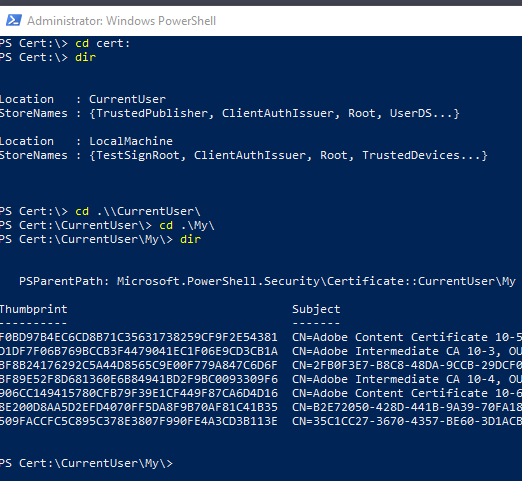 Administrator: Windows PowerShell
PS Cert:\> cd cert:
PS Cert:\> dir
Location : CurrentUser
StoreNames : {TrustedPublisher, ClientAuthIssuer, Root, UserDS...}
Location : LocalMachine
StoreNames : {TestSignRoot, ClientAuthIssuer, Root, TrustedDevices...}
PS Cert:\> cd .\\CurrentUser\
PS Cert:\CurrentUser\> cd .\My\
PS Cert:\CurrentUser\My\> dir
PSParentPath: Microsoft.PowerShell.Security\Certificate::CurrentUser\My
Thumbprint Subject
---------- -------
F0BD97B4EC6CD8B71C35631738259CF9F2E54381 CN=Adobe Content Certificate 10-5
D1DF7F06B769BCCB3F4479041EC1F06E9CD3CB1A CN=Adobe Intermediate CA 10-3, OU
BF8B24176292C5A44D8565C9E00F779A847C6D6F CN=2FB0F3E7-B8C8-48DA-9CCB-29DCF0
BF89E52F8D681360E6B84941BD2F9BC0093309F6 CN=Adobe Intermediate CA 10-4, OU
906CC149415780CFB79F39E1CF449F87CA6D4D16 CN=Adobe Content Certificate 10-6
8E200D8AA5D2EFD4070FF5DA8F9B70AF81C41B35 CN=B2E72050-428D-441B-9A39-70FA18
509FACCFC5C895C378E3807F990FE4A3CD3B113E CN=35C1CC27-3670-4357-BE60-3D1ACB
PS Cert:\CurrentUser\My\>